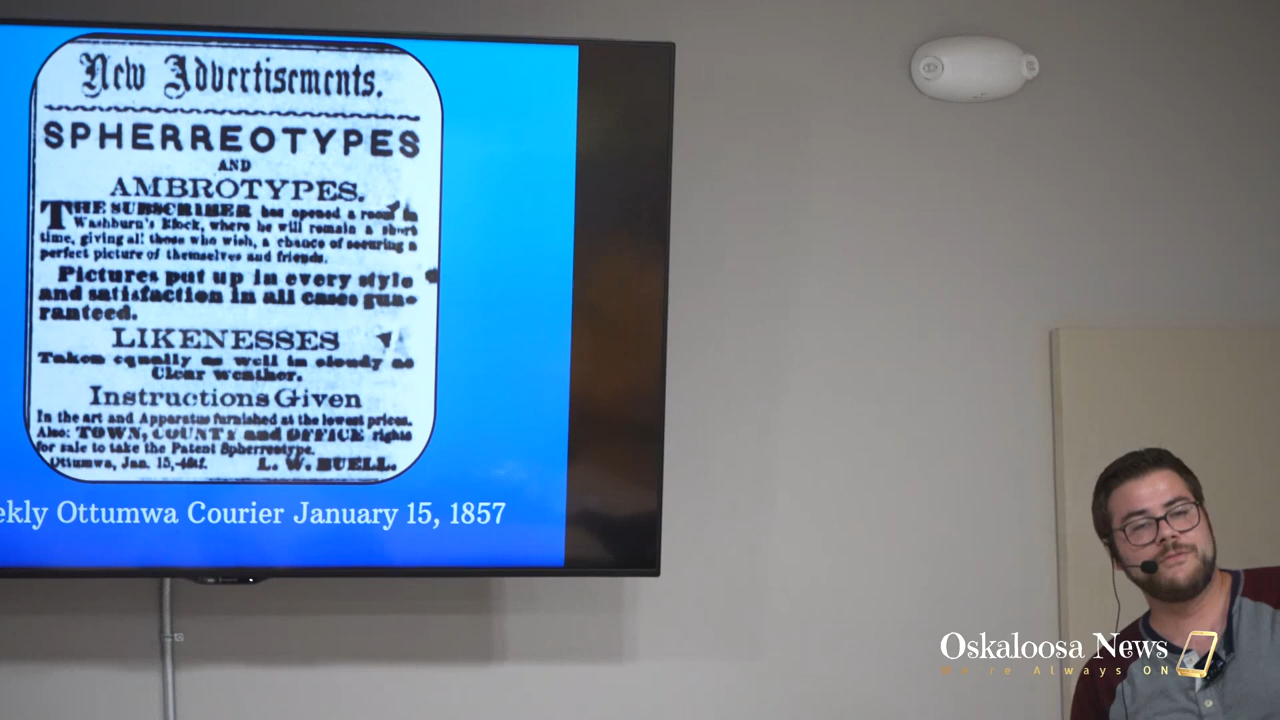 New Advertisements.
SPHERREOTYPES
AND
AMBROTYPES.
THE SUBSCRIBER has opened a room in
Washburn's Block, where he will remain a short
time, giving all those who wish, a chance of securing a
perfect picture of themselves and friends.
Pictures put up in every style
and satisfaction in all cases gua-
ranteed.
LIKENESSES
Taken equally as well in cloudy as
Clear weather.
Instructions Given
In the art and Apparatus furnished at the lowest prices.
Also: TOWN, COUNTY and OFFICE rights
for sale to take the Patent Spherreotype.
Ottumwa, Jan. 15,
L. W. BUELL.
ekly Ottumwa Courier January 15, 1857
Oskaloosa News
We're Always ON